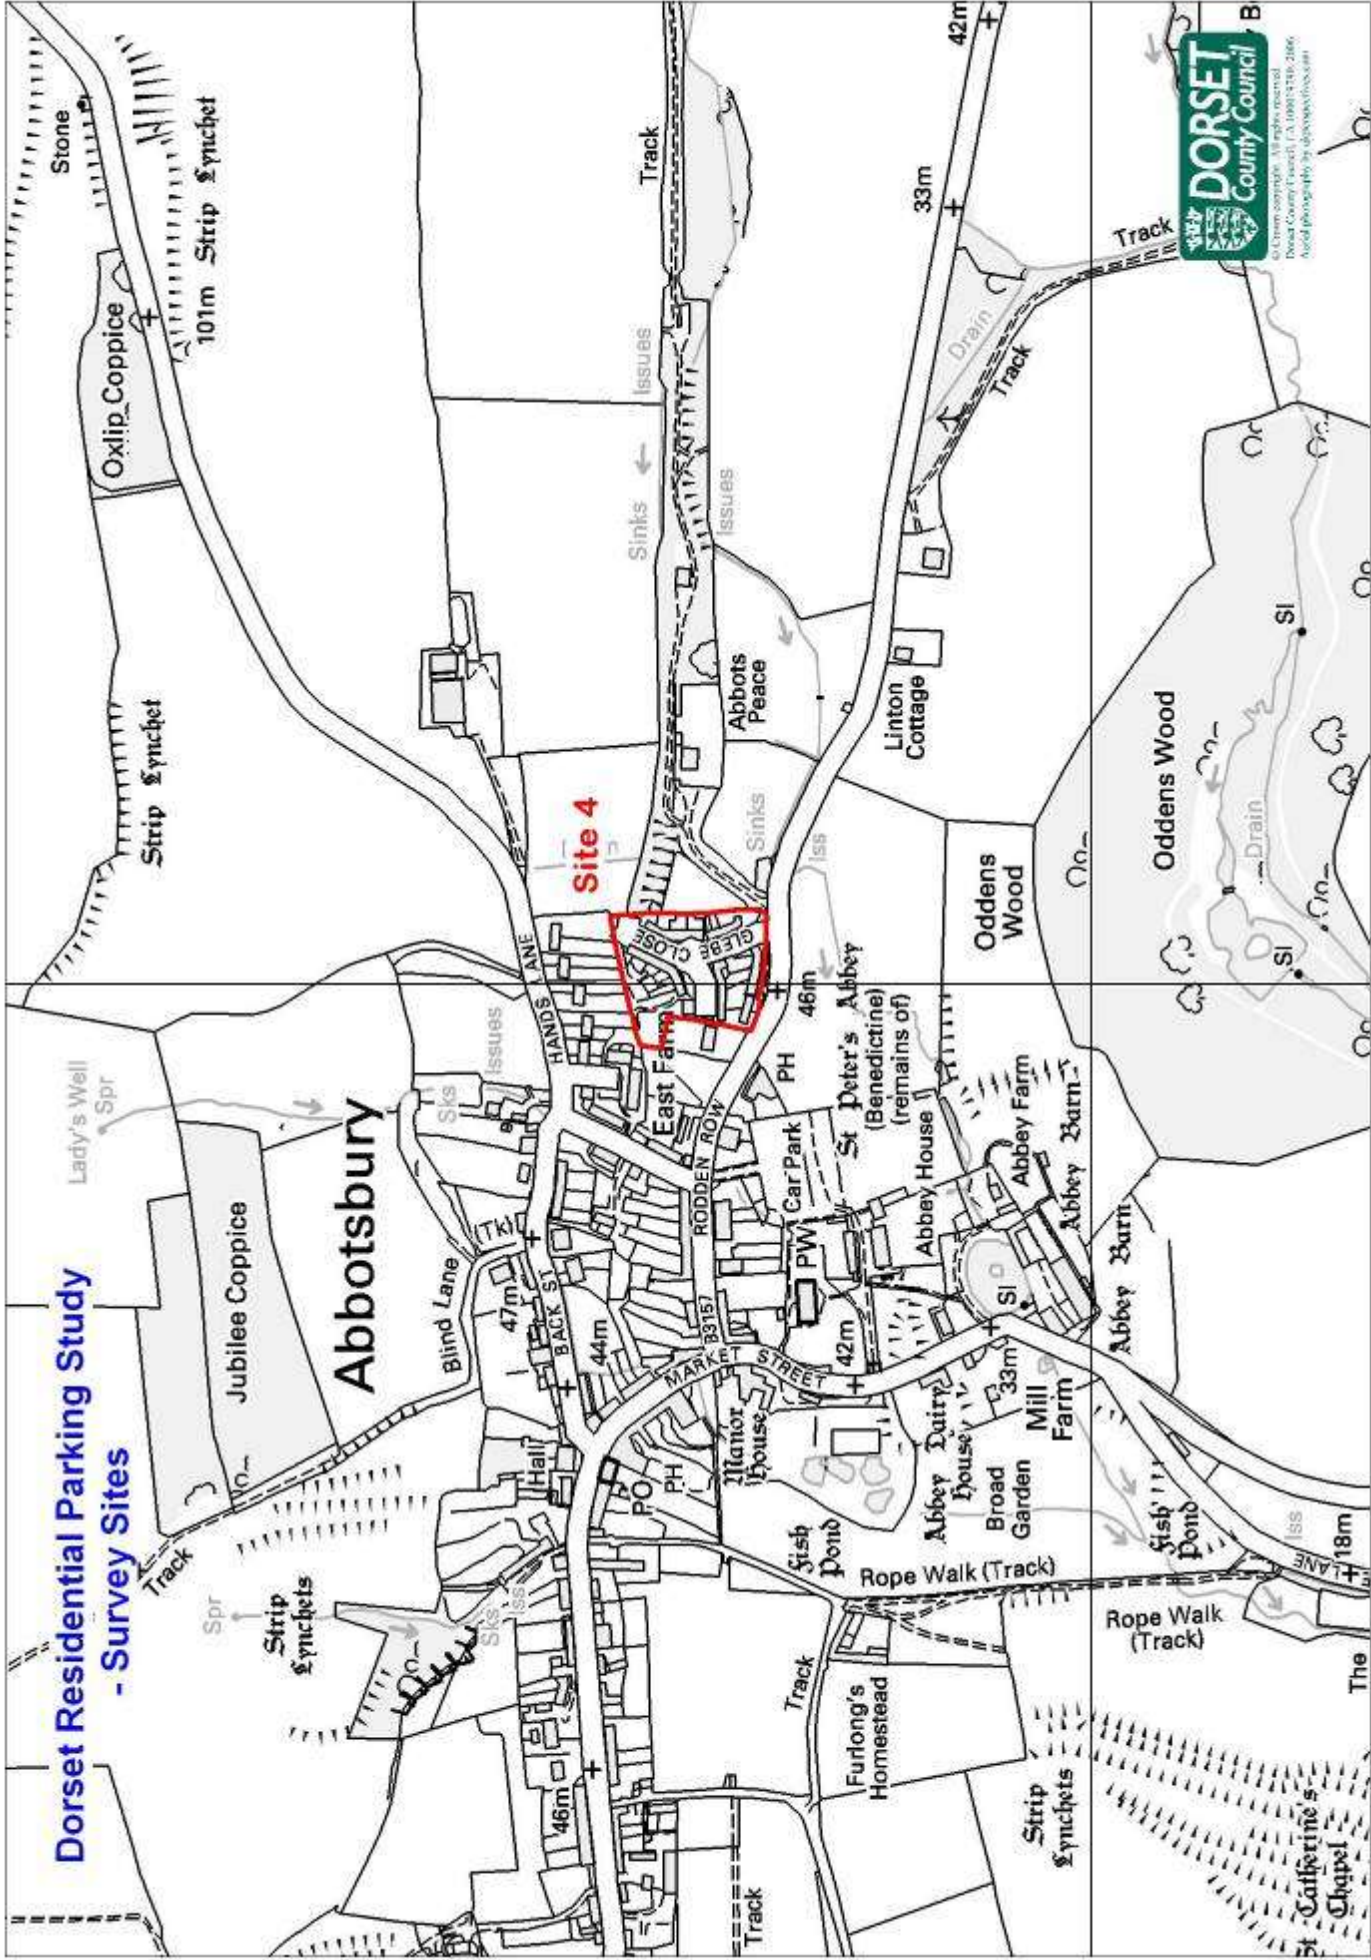 Dorset Residential Parking Study
- Survey Sites
Stone
Oxlip Coppice
101m
Strip Lynchet
Strip Lynchet
Lady's Well
Spr
Jubilee Coppice
Track
Spr
Strip
Lynchets
Sks
Iss
Abbotsbury
Blind Lane
(Tk)
Sks
Issues
HANDS LANE
Site 4
GLEBE
CLOSE
East Farm
47m
BACK ST
44m
Hall
46m
PO
PH
MARKET STREET
B3157
RODDEN ROW
PH
46m
Car Park
PW
42m
Manor
House
St Peter's Abbey
(Benedictine)
(remains of)
Abbey House
Abbey Farm
Abbey Barn
Abbey Barn
Sl
33m
Mill
Farm
Abbey Dairy
House
Broad
Garden
Fish
Pond
Fish
Pond
Rope Walk (Track)
Rope Walk
(Track)
Iss
LANE
18m
The
Track
Track
Furlong's
Homestead
Strip
Lynchets
St Catherine's
Chapel
Track
Issues
Sinks
Issues
Abbots
Peace
Sinks
Iss
Linton
Cottage
Oddens
Wood
Oddens Wood
Drain
Sl
Sl
42m
33m
Drain
Track
Track
B
DORSET
County Council